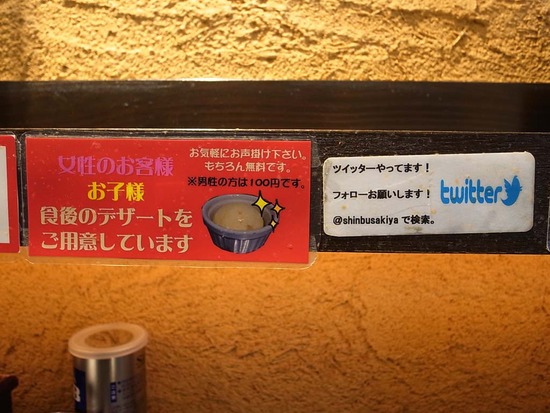 女性のお客様
お子様
食後のデザートを
ご用意しています
お気軽にお声掛け下さい。
もちろん無料です。
※男性の方は100円です。
ツイッターやってます！
フォローお願いします！
twitter
@shinbusakiya で検索。